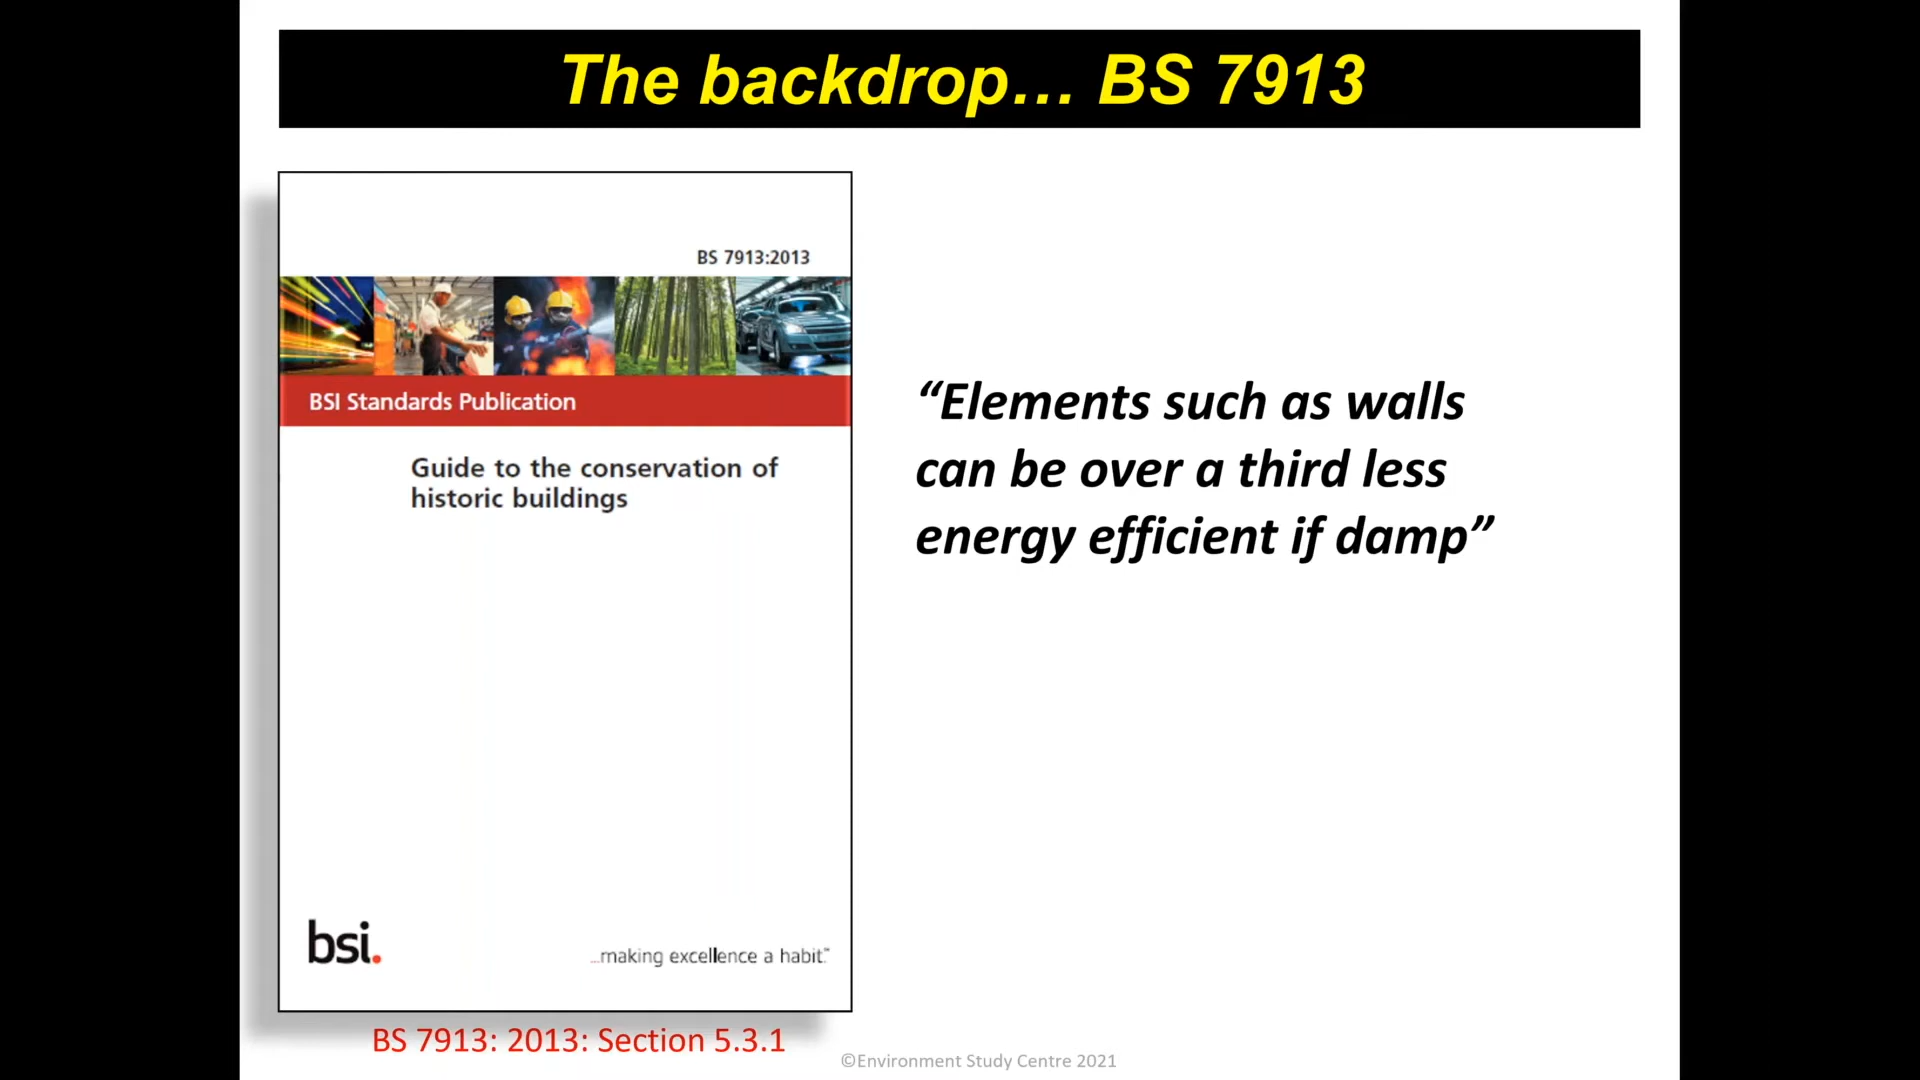 The backdrop… BS 7913
BS 7913:2013
BSI Standards Publication
Guide to the conservation of
historic buildings
bsi.
...making excellence a habit.™
BS 7913: 2013: Section 5.3.1
“Elements such as walls
can be over a third less
energy efficient if damp”
©Environment Study Centre 2021